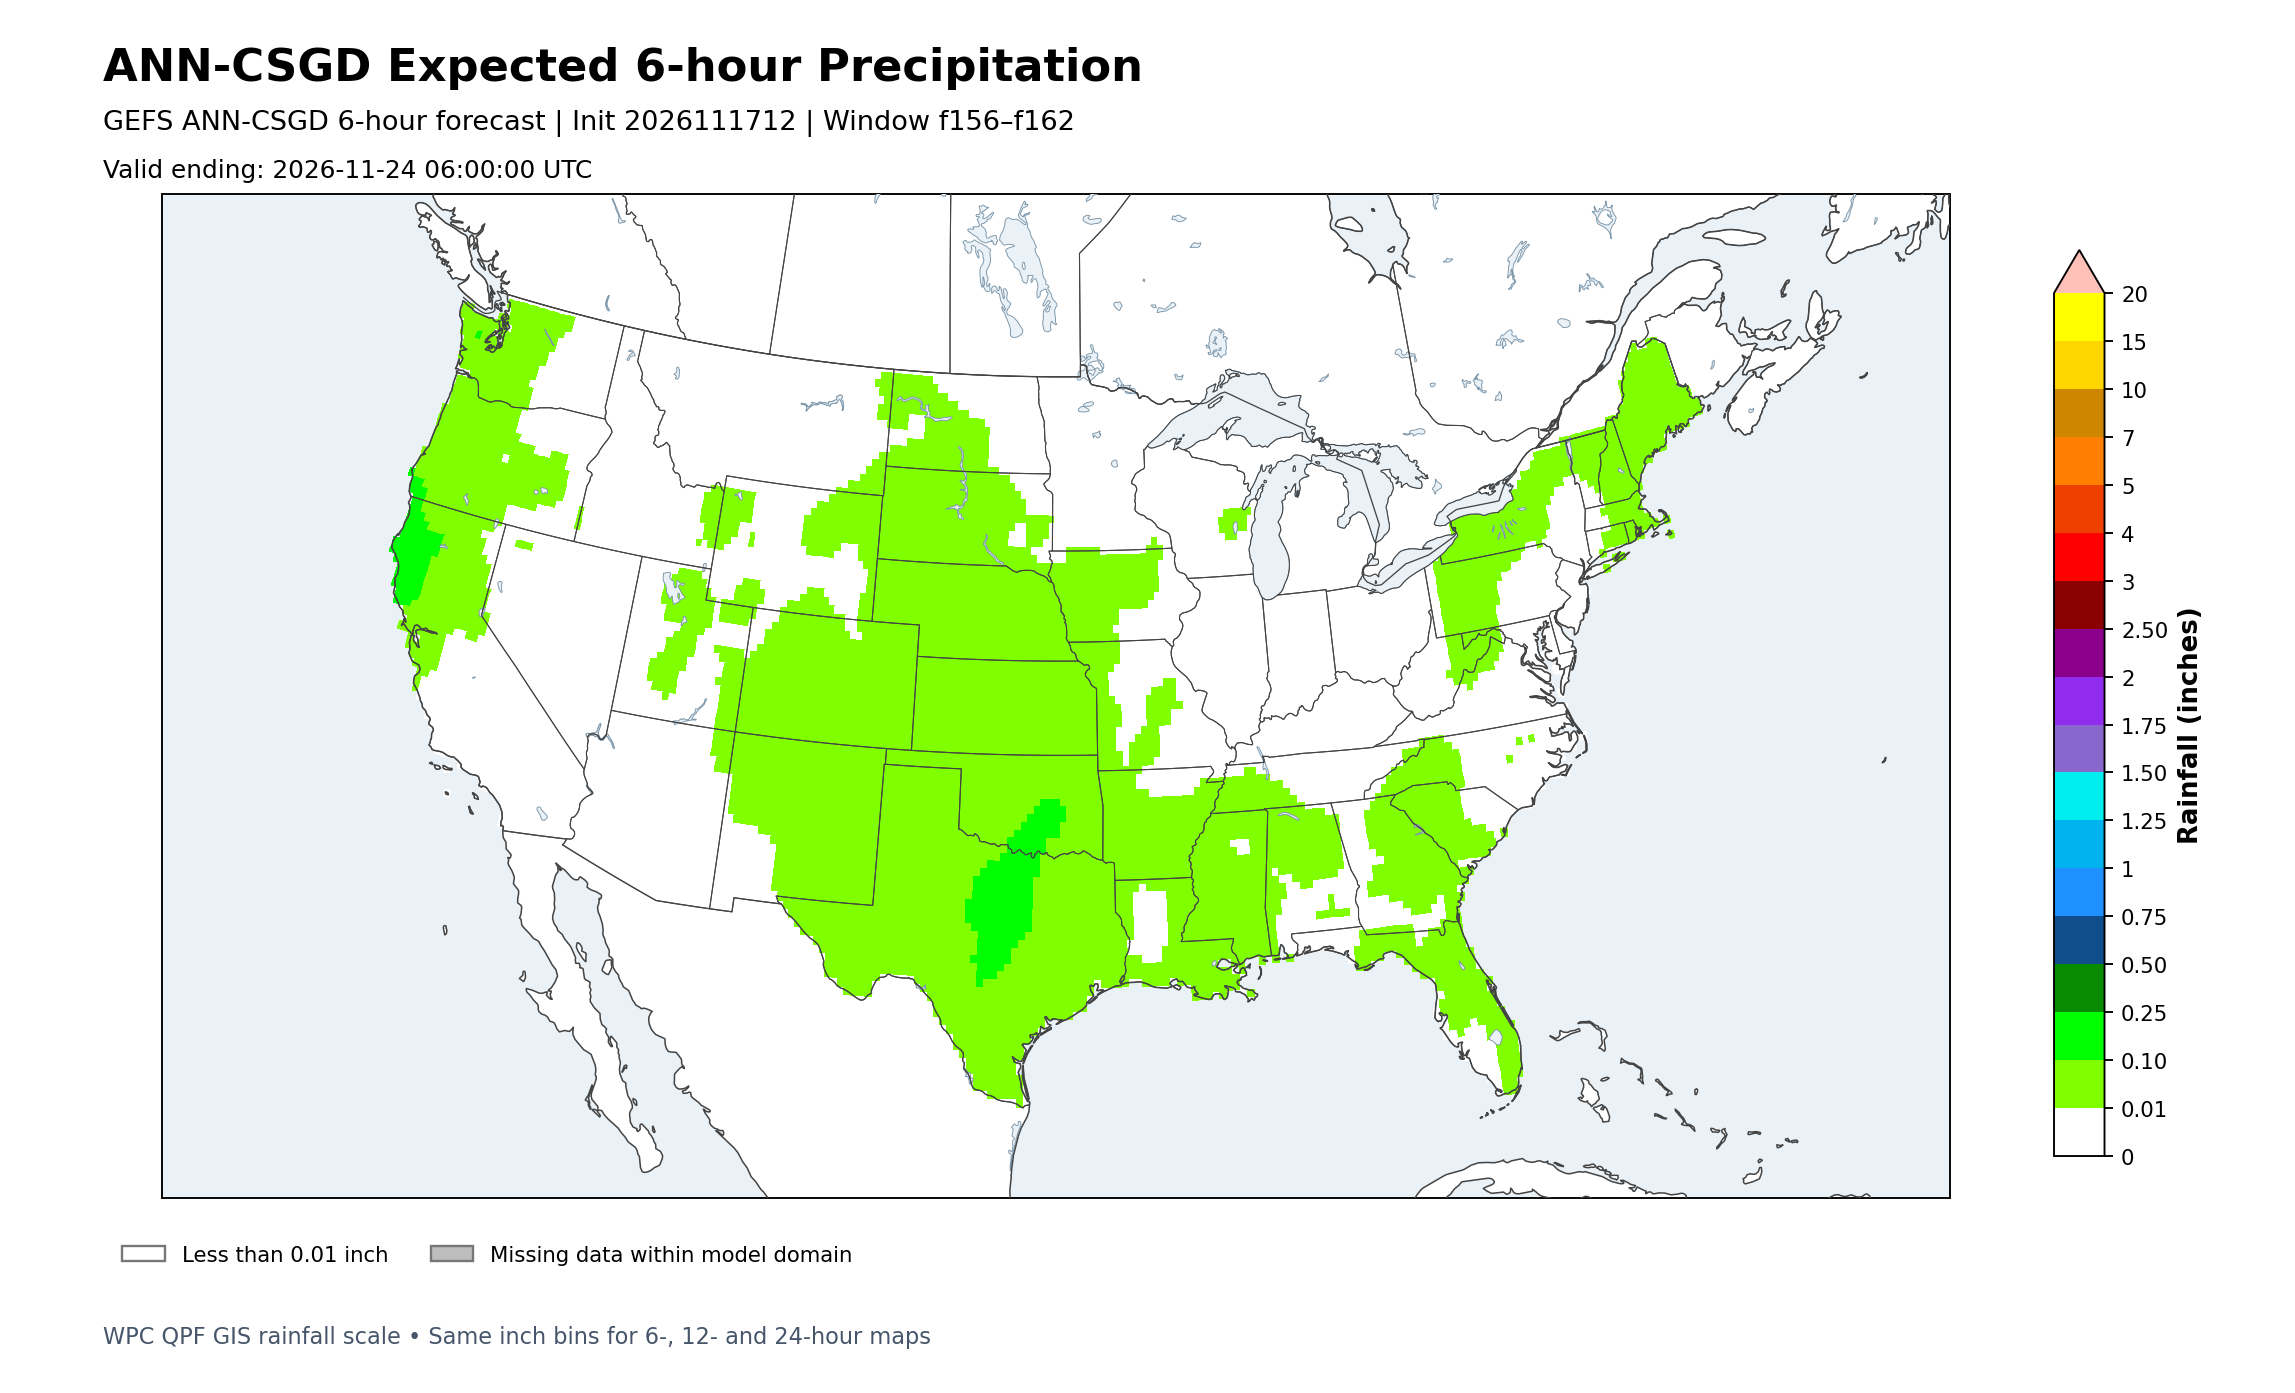 ANN-CSGD Expected 6-hour Precipitation
GEFS ANN-CSGD 6-hour forecast | Init 2026111712 | Window f156–f162
Valid ending: 2026-11-24 06:00:00 UTC
20
15
10
7
5
4
3
2.50
2
1.75
1.50
1.25
1
0.75
0.50
0.25
0.10
0.01
0
Rainfall (inches)
Less than 0.01 inch
Missing data within model domain
WPC QPF GIS rainfall scale • Same inch bins for 6-, 12- and 24-hour maps